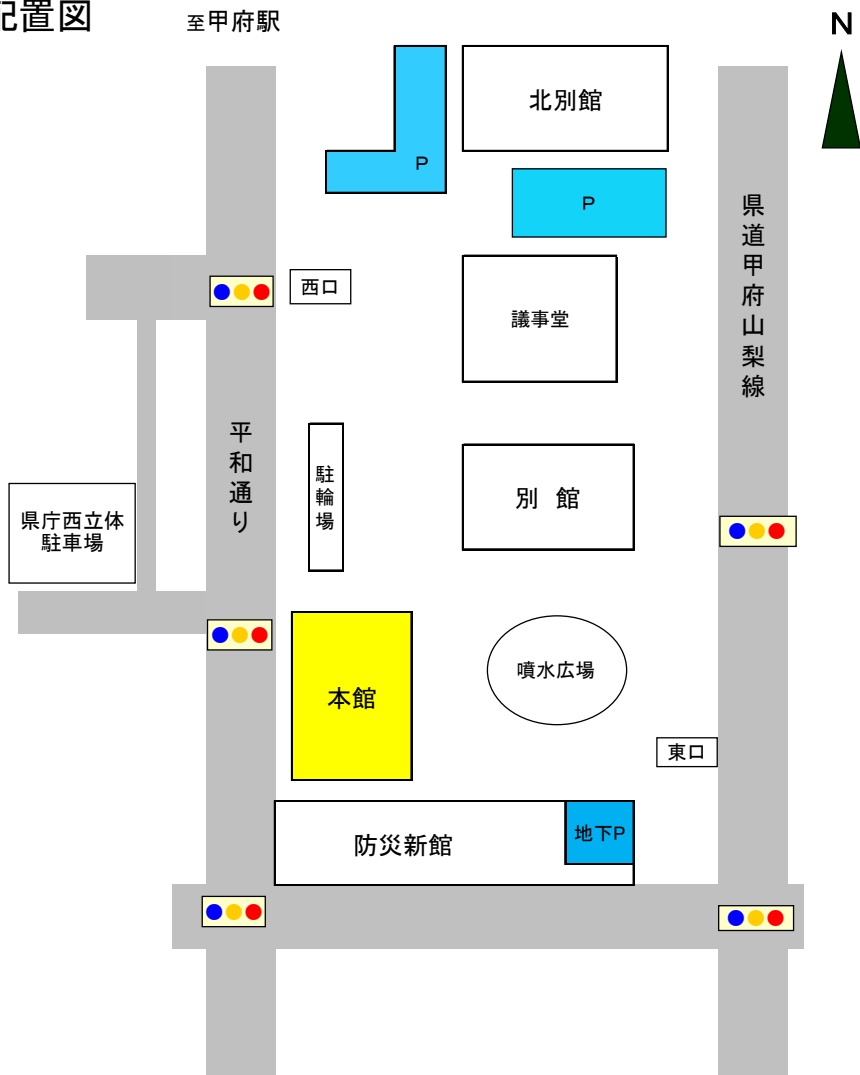 配置図
至甲府駅
N
北別館
P
P
県道甲府山梨線
西口
議事堂
平和通り
駐輪場
別 館
県庁西立体
駐車場
本館
噴水広場
東口
防災新館
地下P